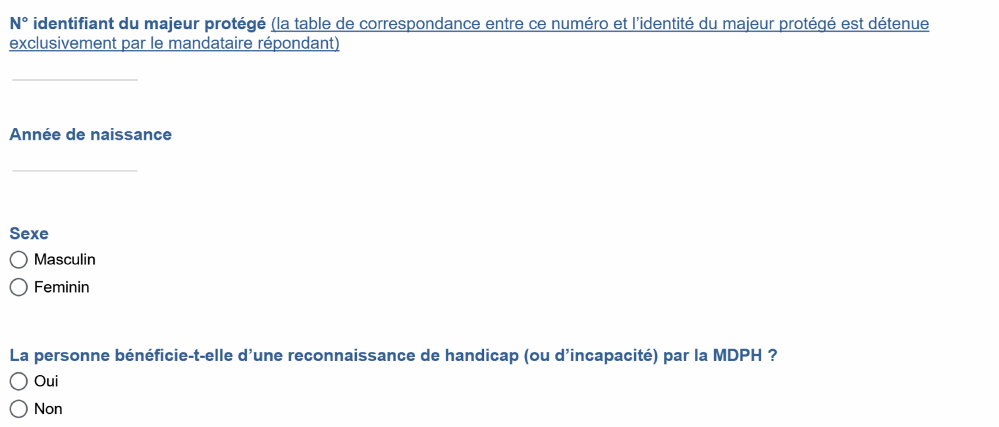 N° identifiant du majeur protégé (la table de correspondance entre ce numéro et l’identité du majeur protégé est détenue
exclusivement par le mandataire répondant)
Année de naissance
Sexe
Masculin
Feminin
La personne bénéficie-t-elle d’une reconnaissance de handicap (ou d’incapacité) par la MDPH ?
Oui
Non